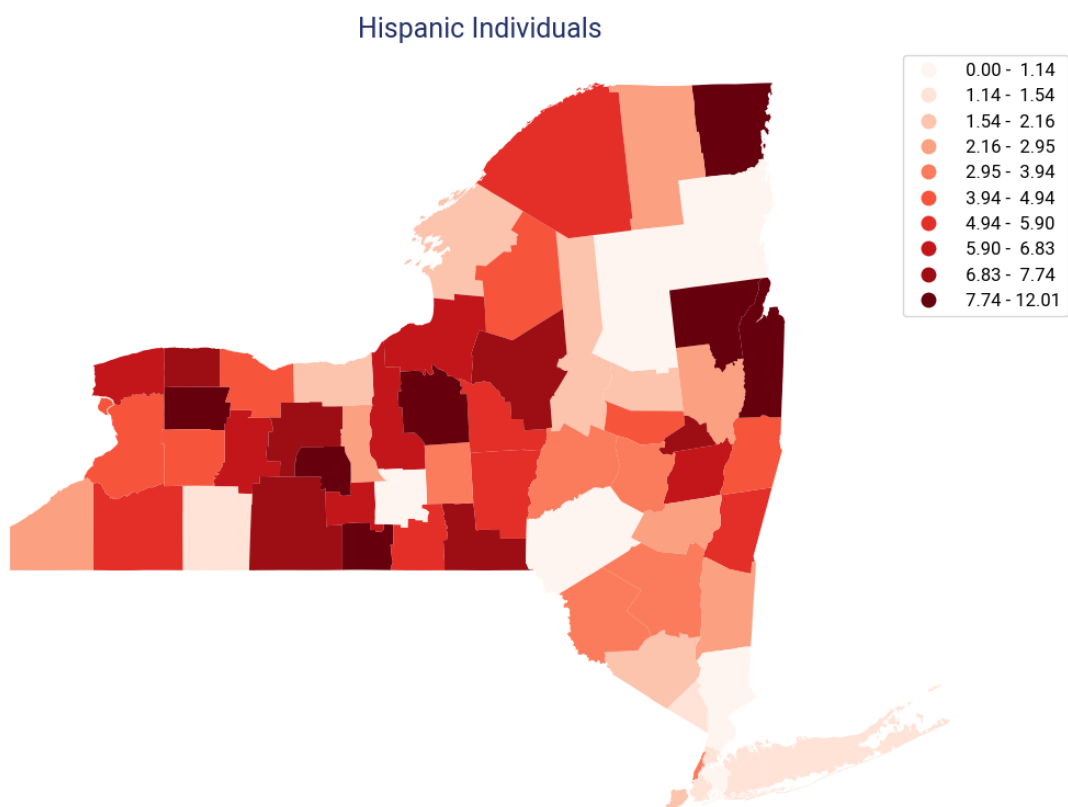 Hispanic Individuals
0.00 - 1.14
1.14 - 1.54
1.54 - 2.16
2.16 - 2.95
2.95 - 3.94
3.94 - 4.94
4.94 - 5.90
5.90 - 6.83
6.83 - 7.74
7.74 - 12.01